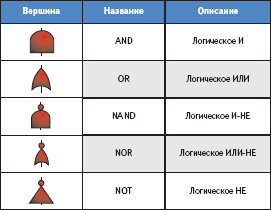 Вершина Название Описание
AND Логическое И
OR Логическое ИЛИ
NAND Логическое И-НЕ
NOR Логическое ИЛИ-НЕ
NOT Логическое НЕ